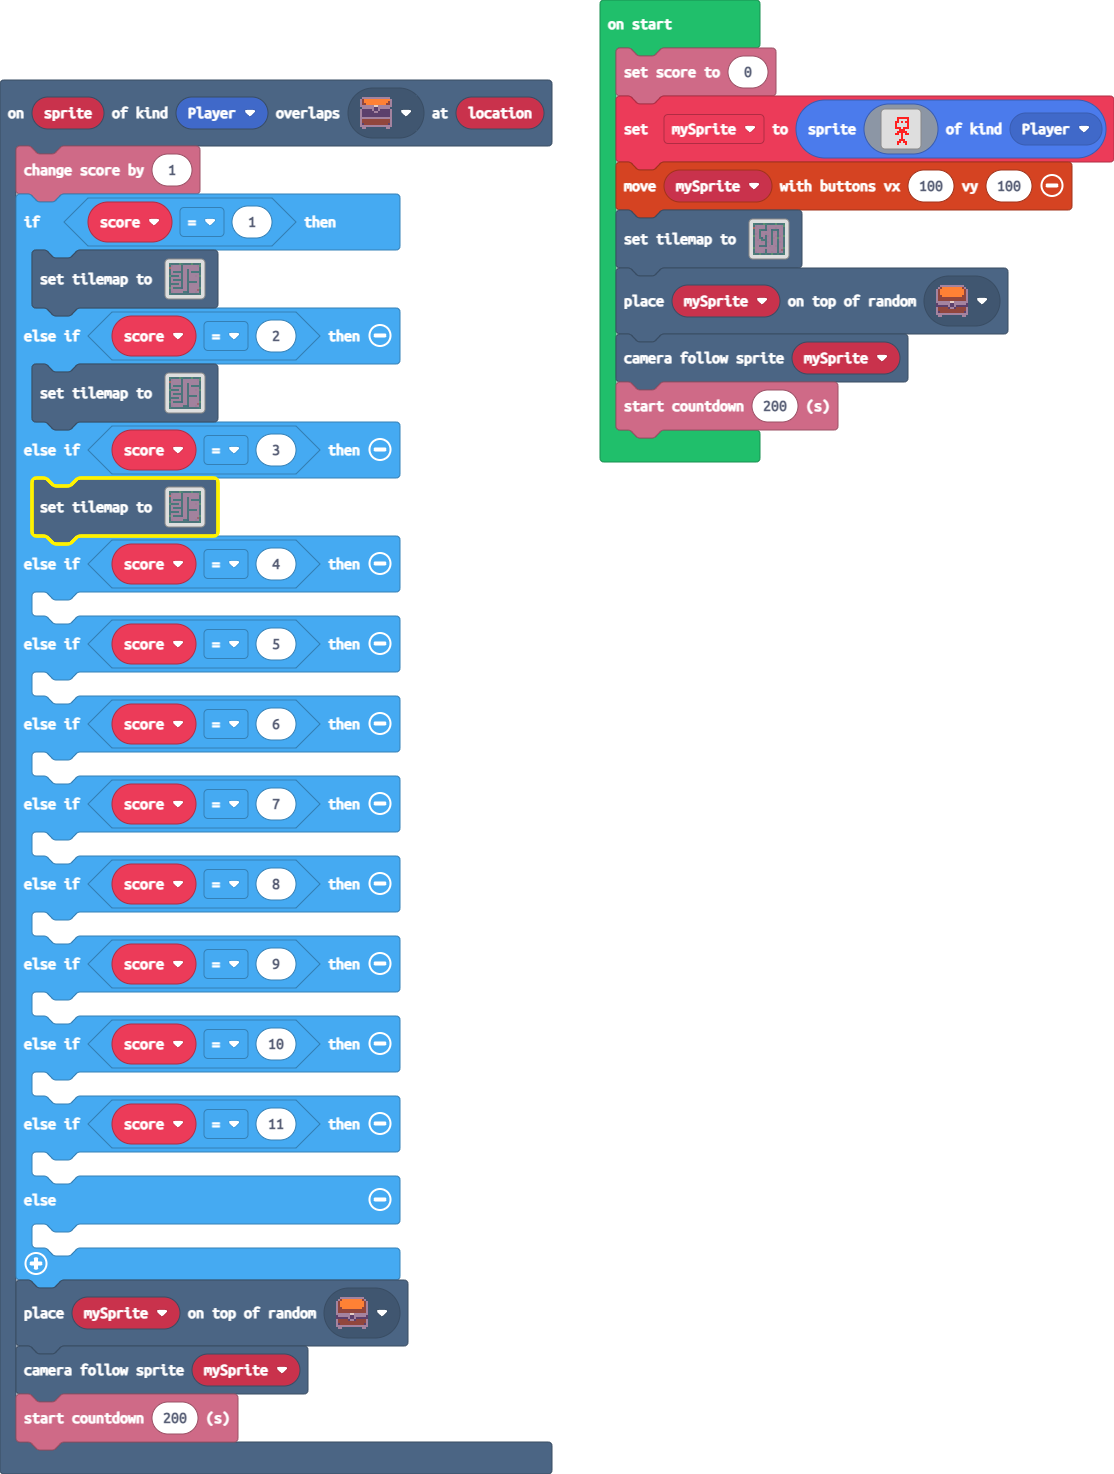 on sprite of kind Player overlaps at location
change score by 1
if score = 1 then
set tilemap to
else if score = 2 then
set tilemap to
else if score = 3 then
set tilemap to
else if score = 4 then
else if score = 5 then
else if score = 6 then
else if score = 7 then
else if score = 8 then
else if score = 9 then
else if score = 10 then
else if score = 11 then
else
place mySprite on top of random
camera follow sprite mySprite
start countdown 200 (s)
on start
set score to 0
set mySprite to sprite of kind Player
move mySprite with buttons vx 100 vy 100
set tilemap to
place mySprite on top of random
camera follow sprite mySprite
start countdown 200 (s)